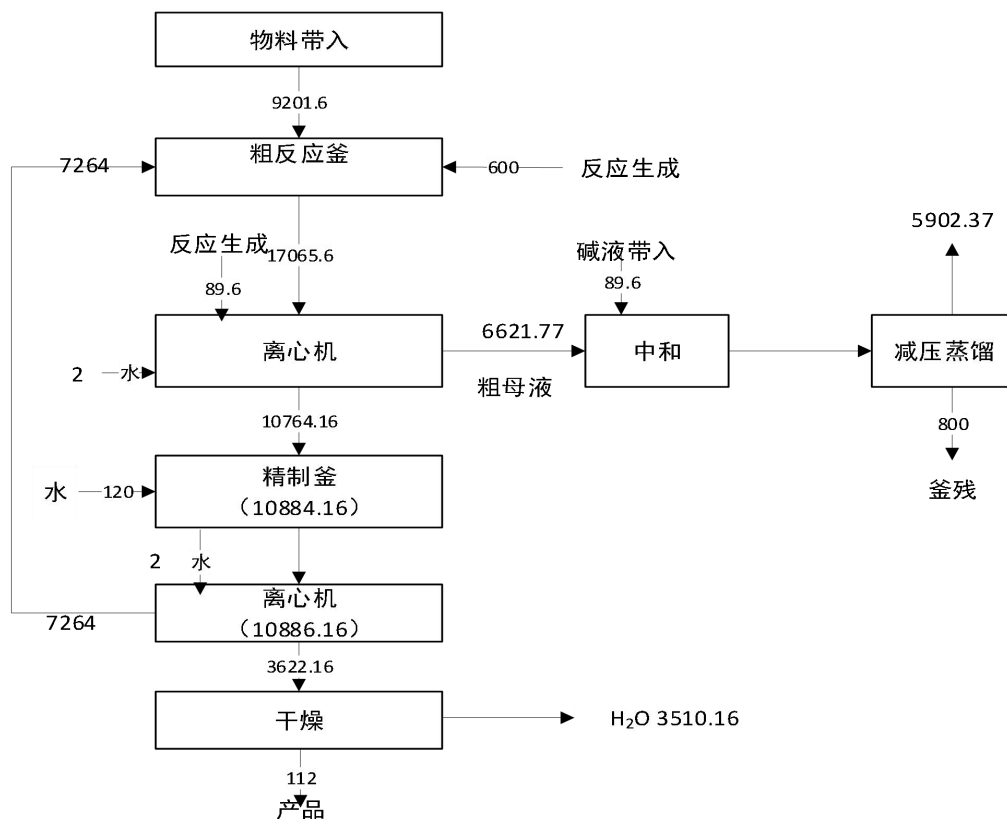 物料带入
9201.6
粗反应釜
7264
600
反应生成
反应生成
17065.6
89.6
碱液带入
89.6
5902.37
离心机
6621.77
粗母液
中和
减压蒸馏
2
水
10764.16
800
釜残
水
120
精制釜
（10884.16）
2
水
离心机
（10886.16）
7264
3622.16
干燥
H₂O 3510.16
112
产品